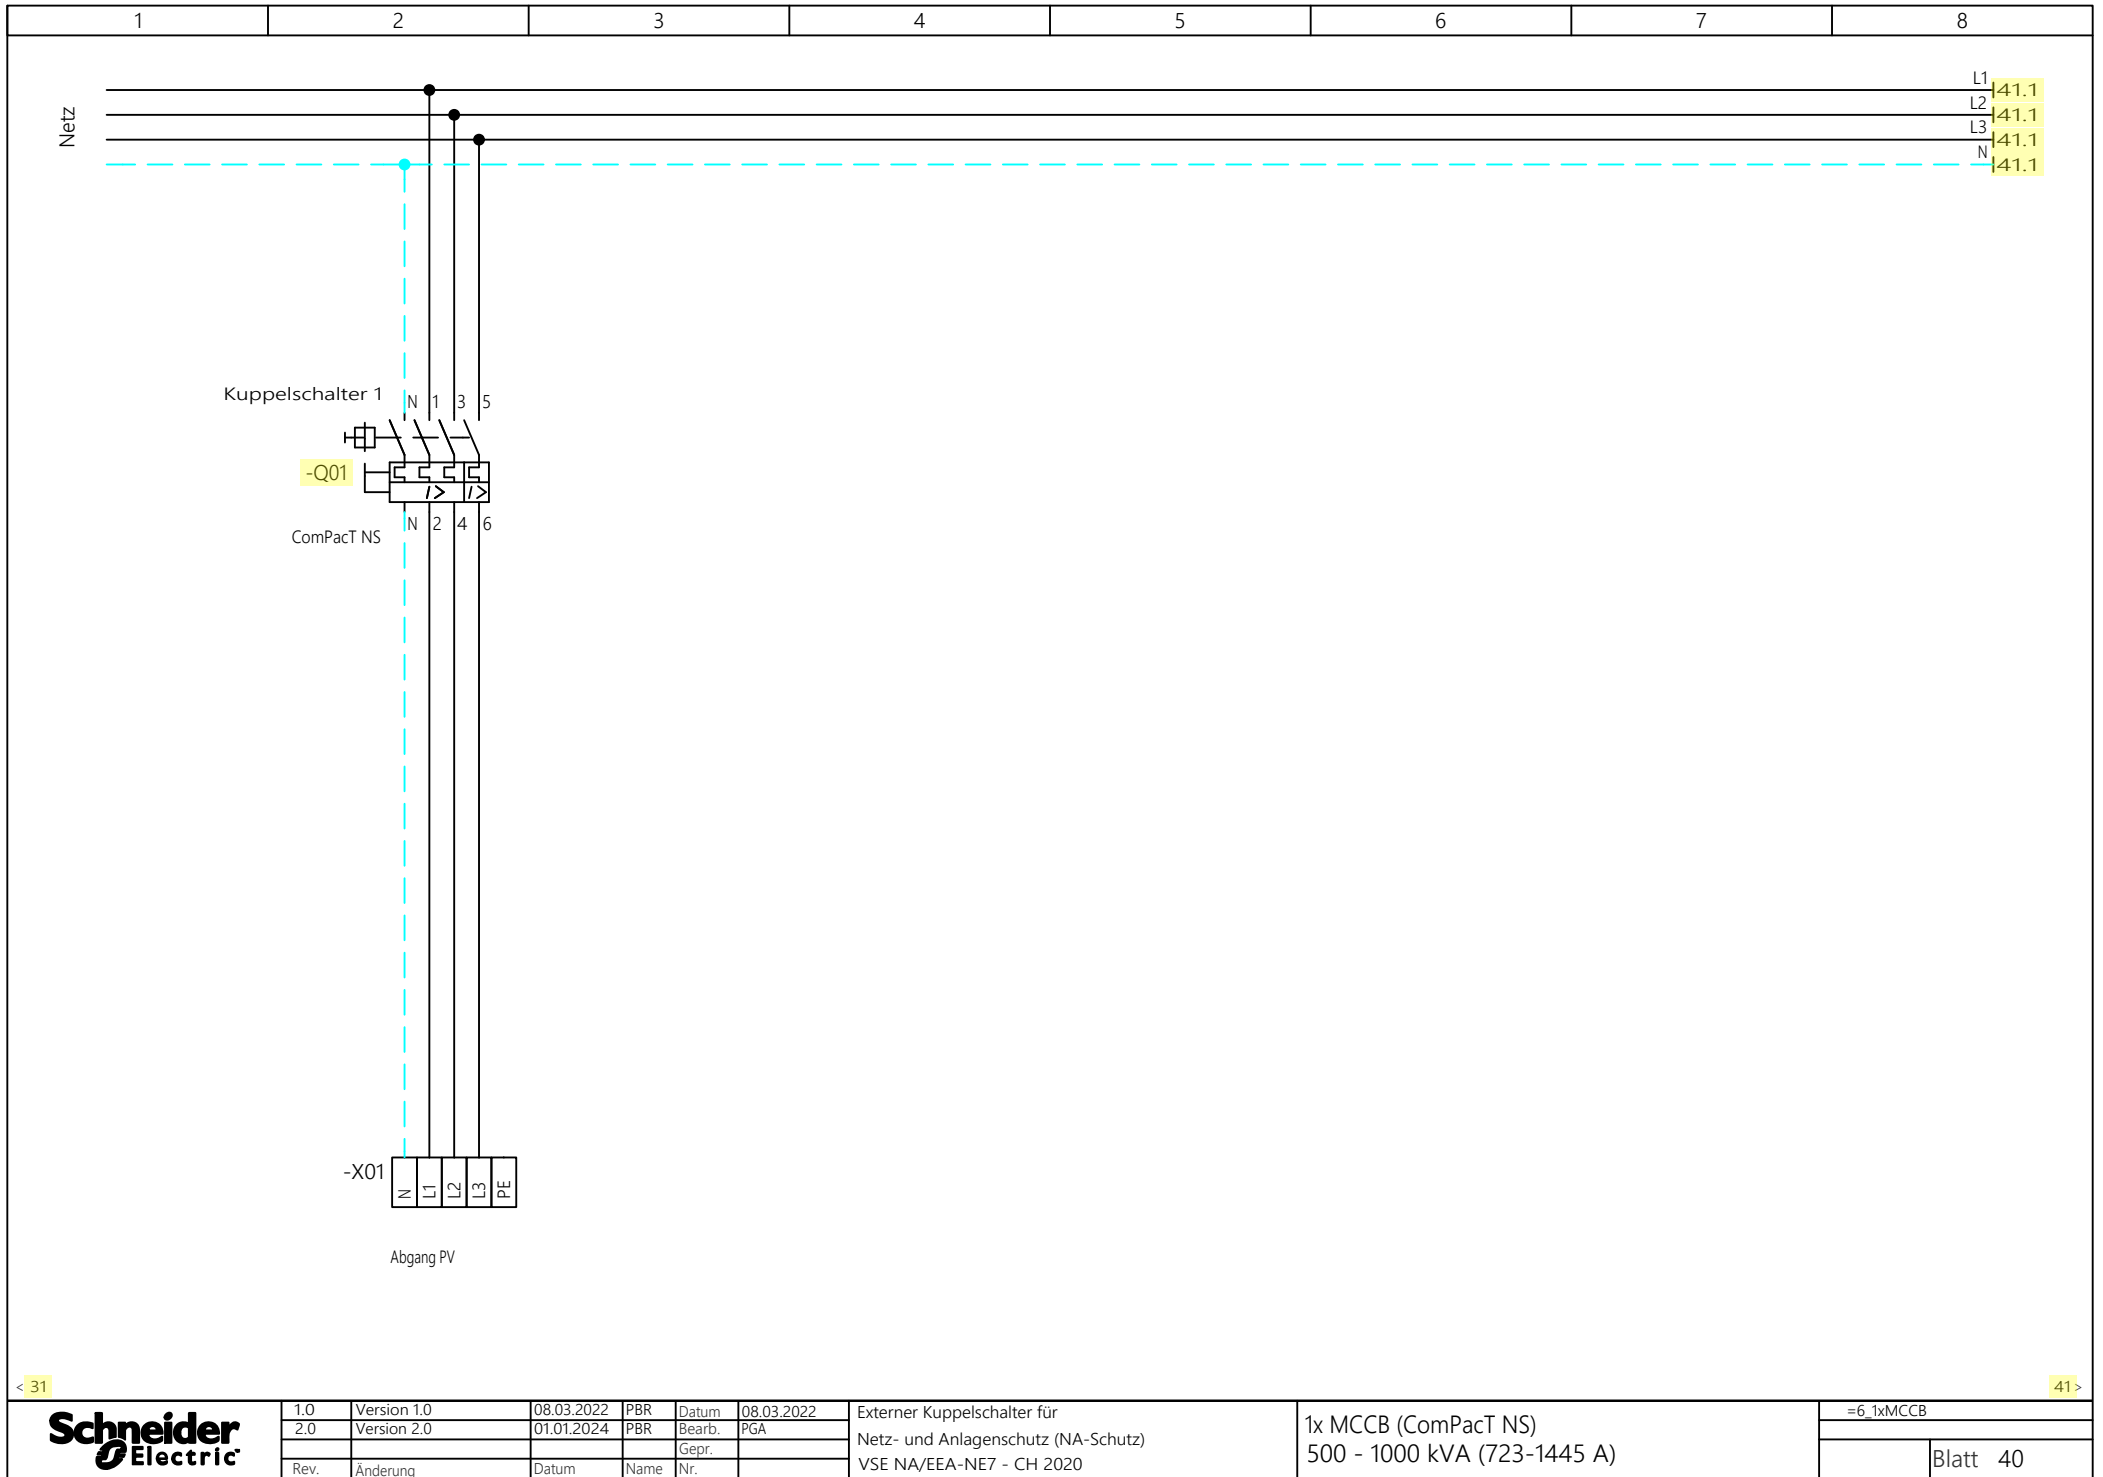 1 2 3 4 5 6 7 8
Netz
L1 41.1
L2 41.1
L3 41.1
N 41.1
Kuppelschalter 1
N 1 3 5
-Q01
I> I>
N 2 4 6
ComPacT NS
-X01
N L1 L2 L3 PE
Abgang PV
< 31
41 >
Schneider
Electric
1.0 Version 1.0 08.03.2022 PBR Datum 08.03.2022
2.0 Version 2.0 01.01.2024 PBR Bearb. PGA
Gepr.
Rev. Änderung Datum Name Nr.
Externer Kuppelschalter für
Netz- und Anlagenschutz (NA-Schutz)
VSE NA/EEA-NE7 - CH 2020
1x MCCB (ComPacT NS)
500 - 1000 kVA (723-1445 A)
=6_1xMCCB
Blatt 40